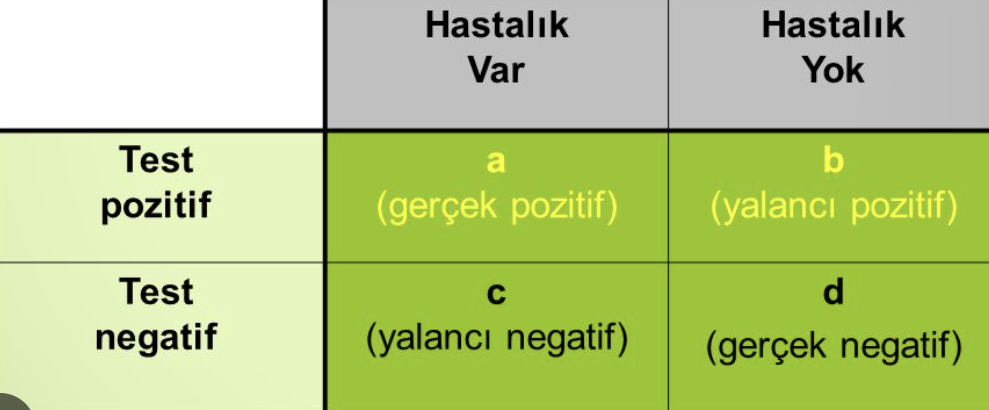 Hastalık
Var
Hastalık
Yok
Test
pozitif
a
(gerçek pozitif)
b
(yalancı pozitif)
Test
negatif
c
(yalancı negatif)
d
(gerçek negatif)